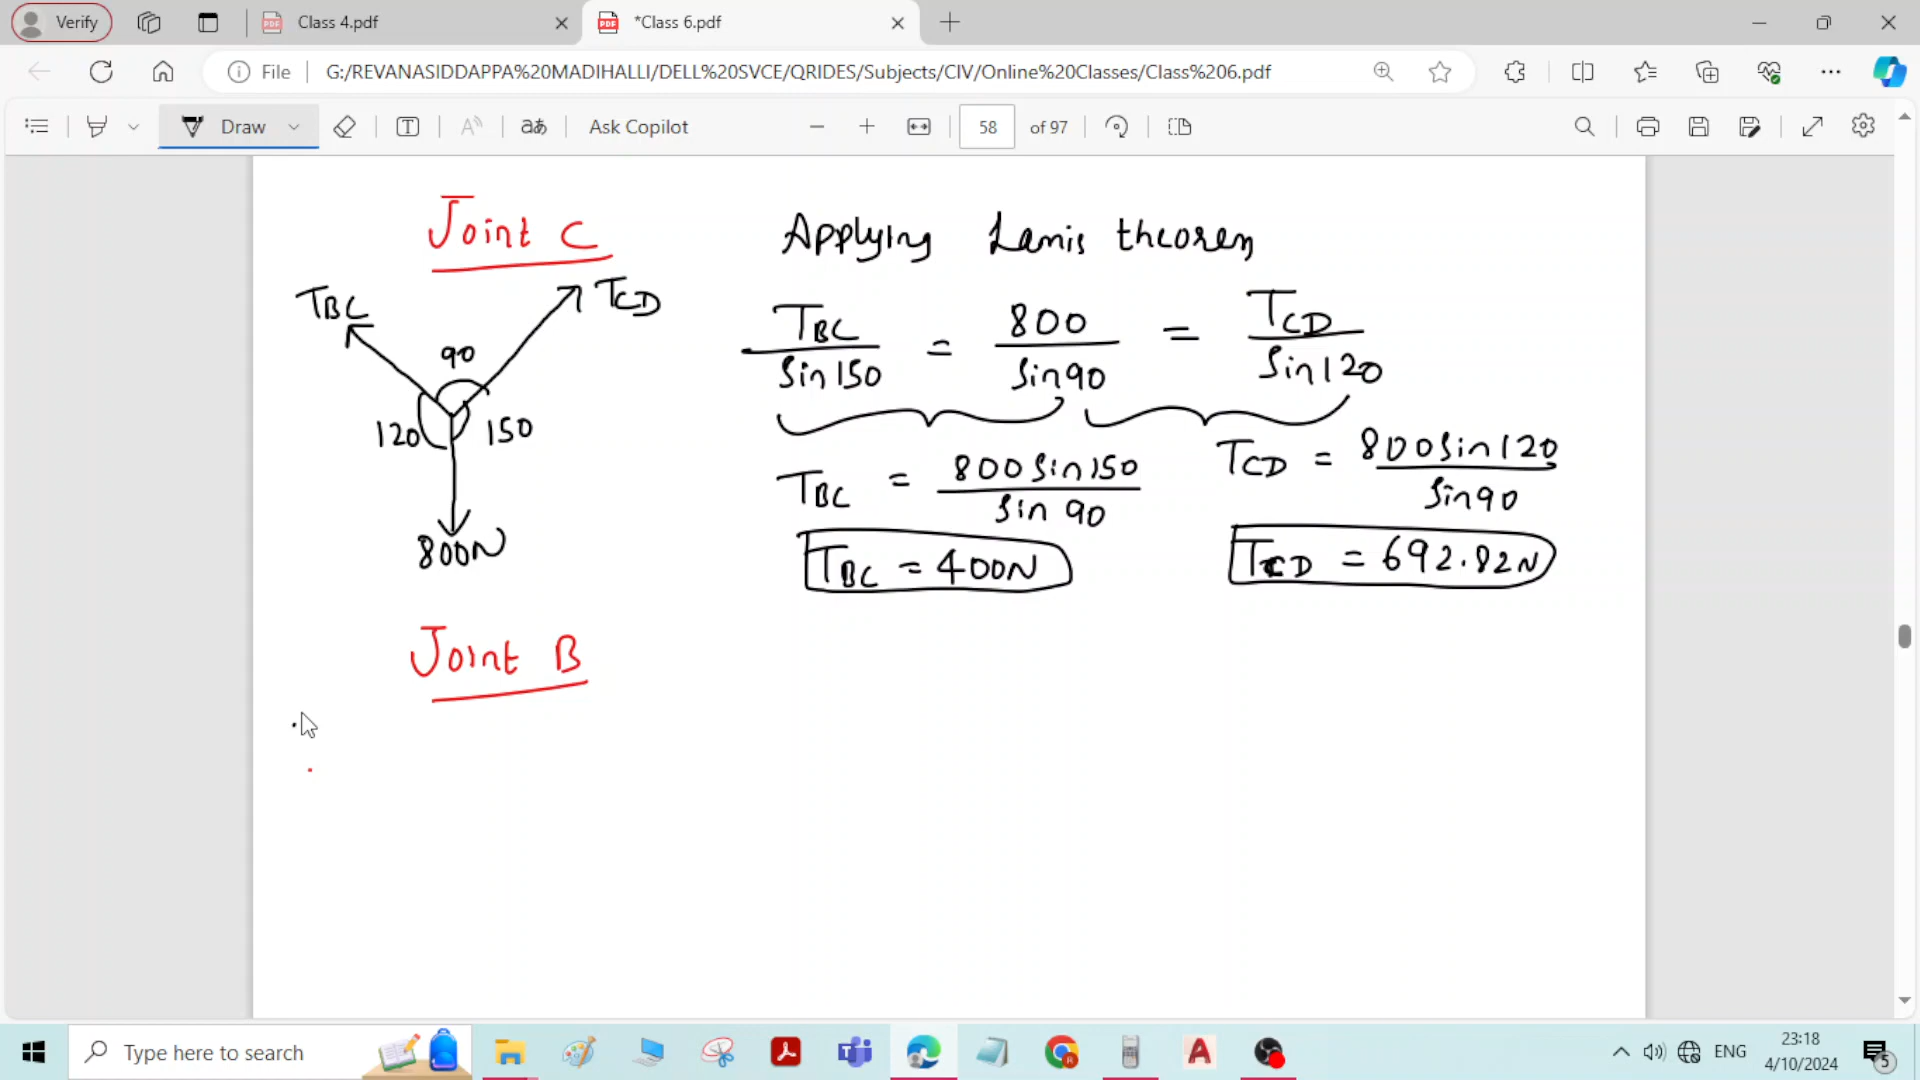 Verify
Class 4.pdf
*Class 6.pdf
File
G:/REVANASIDDAPPA%20MADIHALLI/DELL%20SVCE/QRIDES/Subjects/CIV/Online%20Classes/Class%206.pdf
Draw
Ask Copilot
58 of 97
Joint C
Applying Lamis theorem
TBC
TCD
90
120
150
800N
TBC / sin150 = 800 / sin90 = TCD / sin120
TBC = 800sin150 / sin 90
TCD = 800sin120 / sin90
TBC = 400N
TCD = 692.82N
Joint B
Type here to search
ENG
23:18
4/10/2024
5